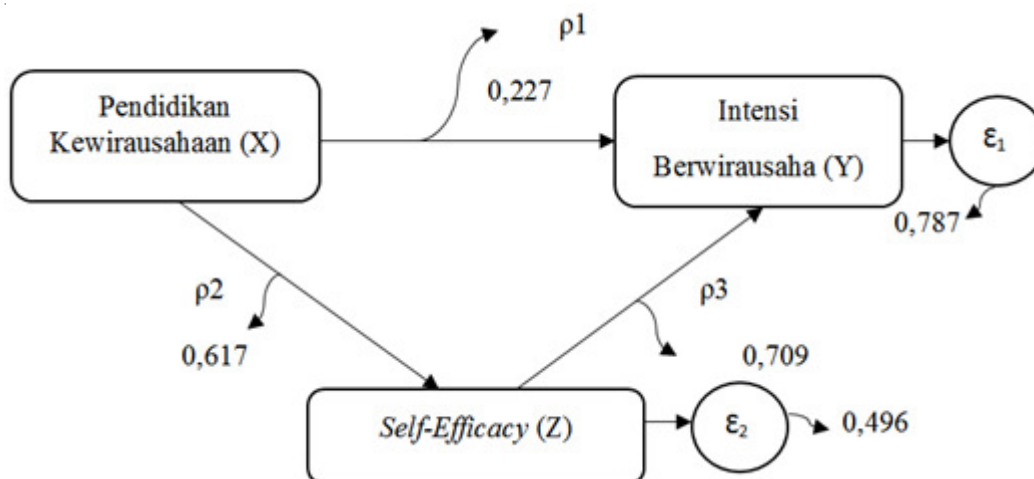 ρ1
0,227
Pendidikan
Kewirausahaan (X)
Intensi
Berwirausaha (Y)
ε1
0,787
ρ2
0,617
ρ3
0,709
Self-Efficacy (Z)
ε2
0,496